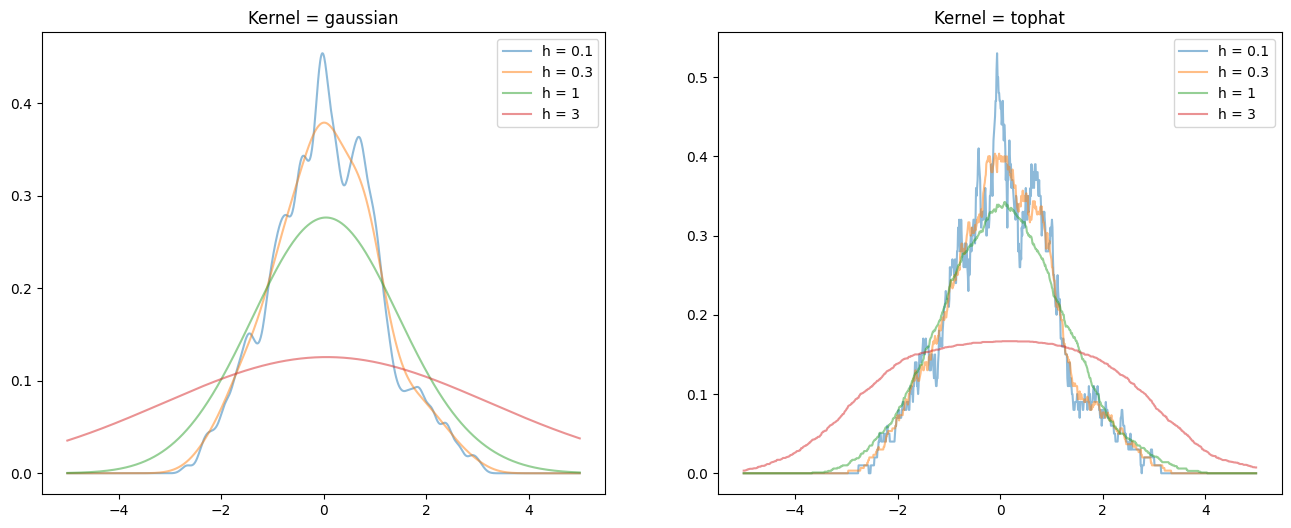 Kernel = gaussian
h = 0.1
h = 0.3
h = 1
h = 3
0.4
0.3
0.2
0.1
0.0
−4
−2
0
2
4
Kernel = tophat
h = 0.1
h = 0.3
h = 1
h = 3
0.5
0.4
0.3
0.2
0.1
0.0
−4
−2
0
2
4